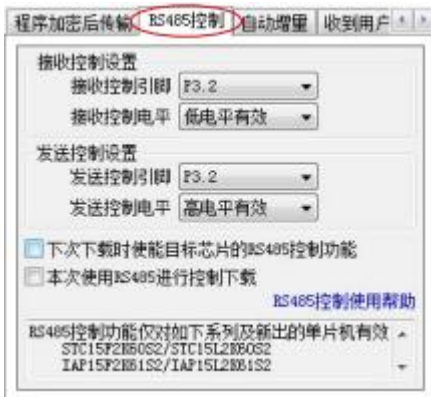 程序加密后传输 RS485控制 自动增量 收到用户
接收控制设置
接收控制引脚 P3.2
接收控制电平 低电平有效
发送控制设置
发送控制引脚 P3.2
发送控制电平 高电平有效
下次下载时使能目标芯片的RS485控制功能
本次使用RS485进行控制下载
RS485控制使用帮助
RS485控制功能仅对如下系列及新出的单片机有效
STC15F2K60S2/STC15L2K60S2
IAP15F2K61S2/IAP15L2K61S2